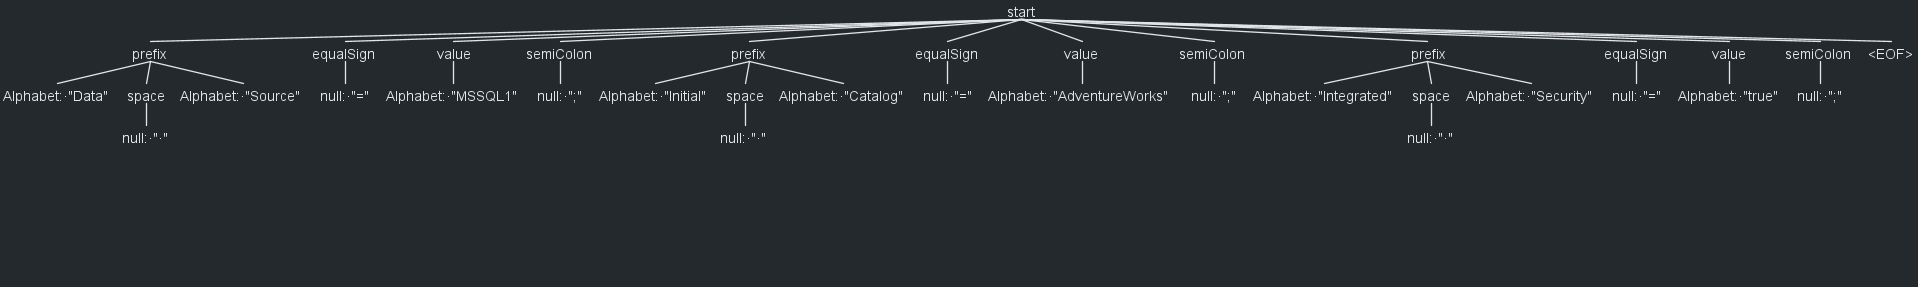 start
prefix equalSign value semiColon prefix equalSign value semiColon prefix equalSign value semiColon <EOF>
Alphabet:·"Data" space Alphabet:·"Source" null:·"=" Alphabet:·"MSSQL1" null:·";" Alphabet:·"Initial" space Alphabet:·"Catalog" null:·"=" Alphabet:·"AdventureWorks" null:·";" Alphabet:·"Integrated" space Alphabet:·"Security" null:·"=" Alphabet:·"true" null:·";"
null:·"·" null:·"·" null:·"·"